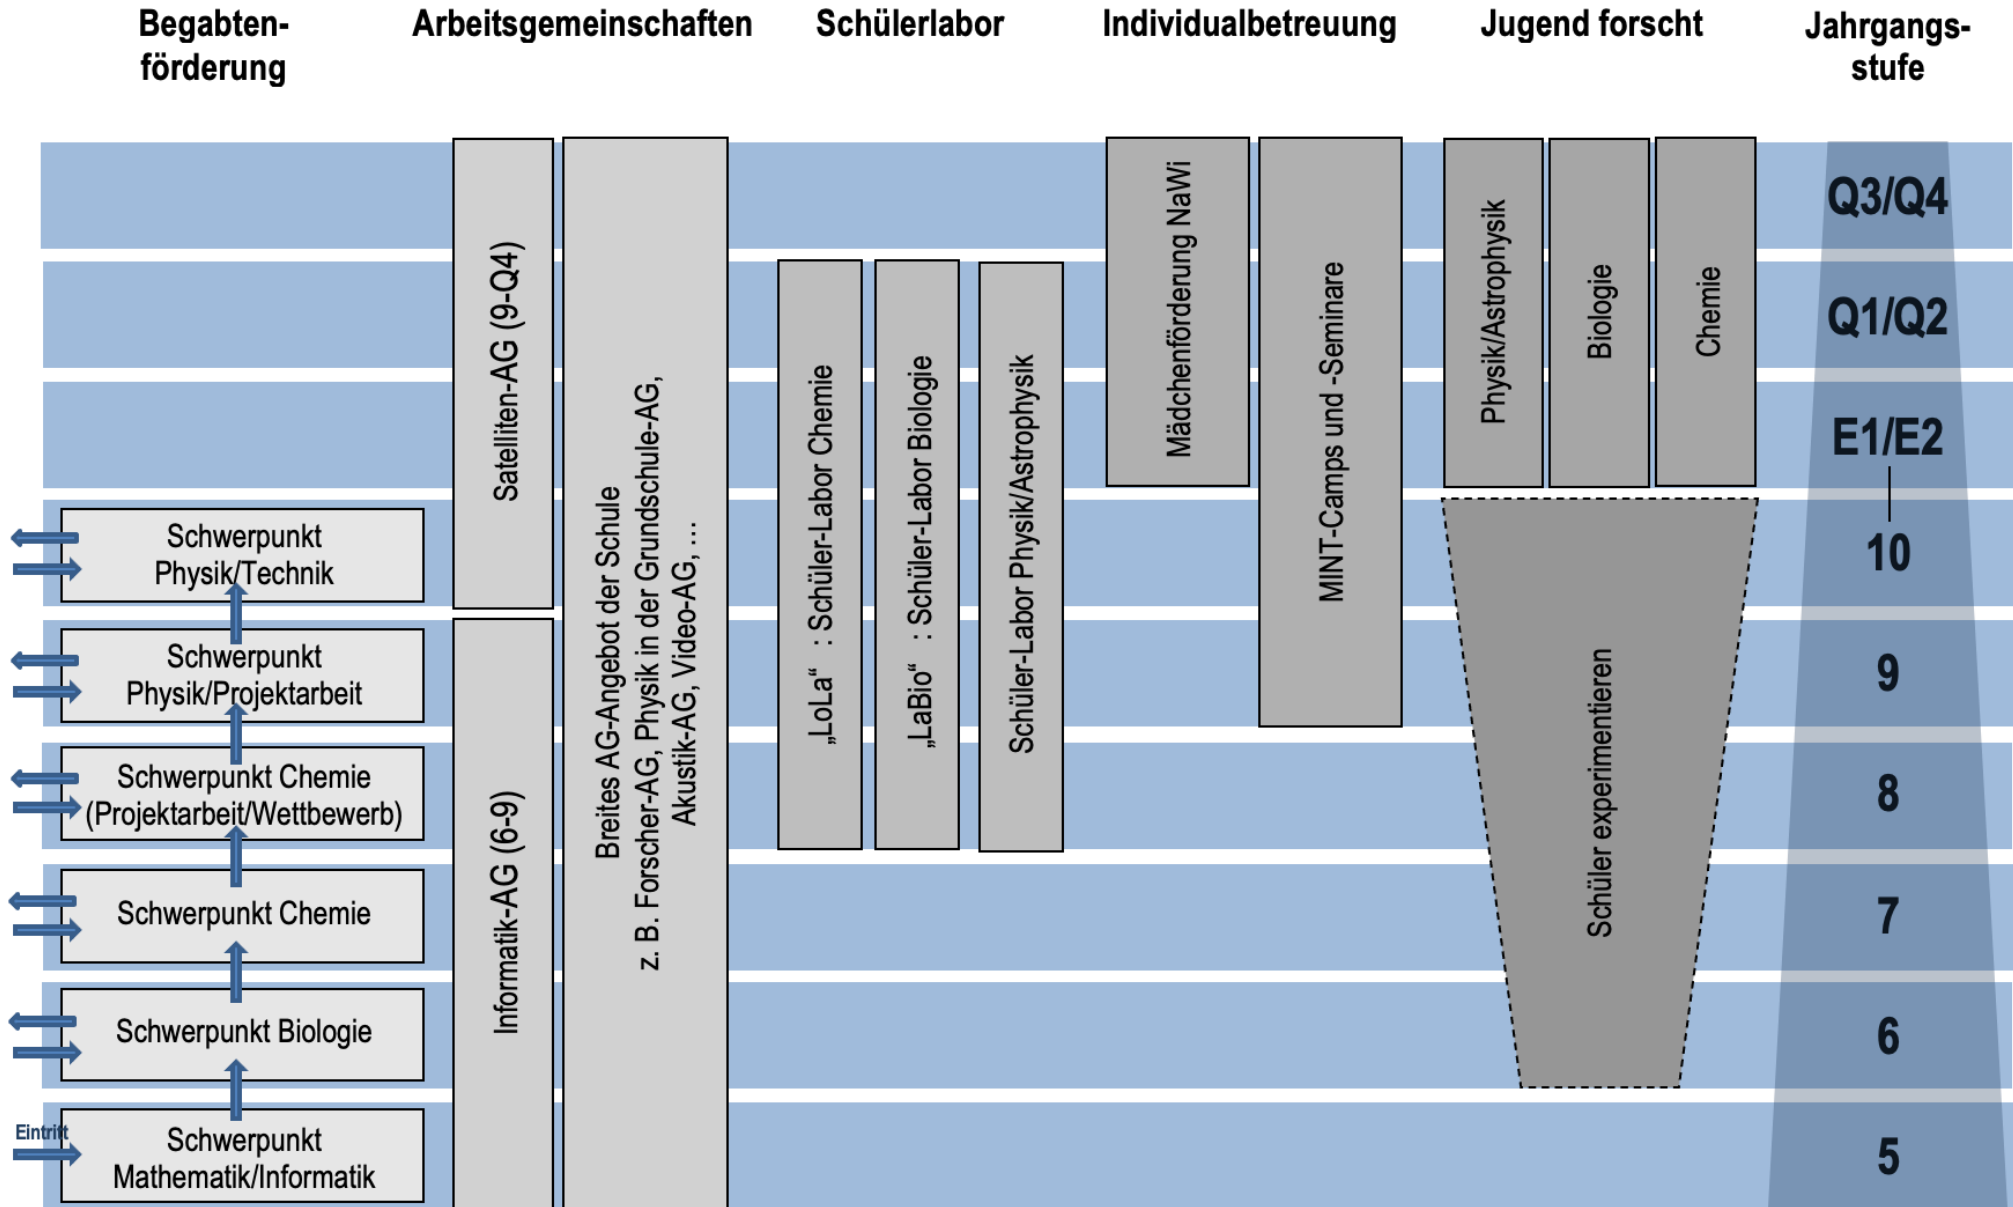 Begabten-
förderung
Arbeitsgemeinschaften
Schülerlabor
Individualbetreuung
Jugend forscht
Jahrgangs-
stufe
Schwerpunkt
Physik/Technik
Schwerpunkt
Physik/Projektarbeit
Schwerpunkt Chemie
(Projektarbeit/Wettbewerb)
Schwerpunkt Chemie
Schwerpunkt Biologie
Eintritt
Schwerpunkt
Mathematik/Informatik
Satelliten-AG (9-Q4)
Informatik-AG (6-9)
Breites AG-Angebot der Schule
z. B. Forscher-AG, Physik in der Grundschule-AG,
Akustik-AG, Video-AG, …
„LoLa“ : Schüler-Labor Chemie
„LaBio“ : Schüler-Labor Biologie
Schüler-Labor Physik/Astrophysik
Mädchenförderung NaWi
MINT-Camps und -Seminare
Physik/Astrophysik
Biologie
Chemie
Schüler experimentieren
Q3/Q4
Q1/Q2
E1/E2
10
9
8
7
6
5